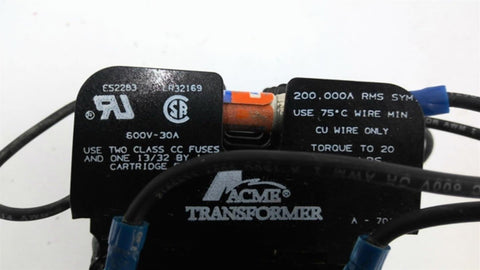 E52283 LR32169
600V-30A
USE TWO CLASS CC FUSES
AND ONE 13/32 BY
CARTRIDGE
200,000A RMS SYM.
USE 75°C WIRE MIN
CU WIRE ONLY
TORQUE TO 20
ACME
TRANSFORMER
A - 70